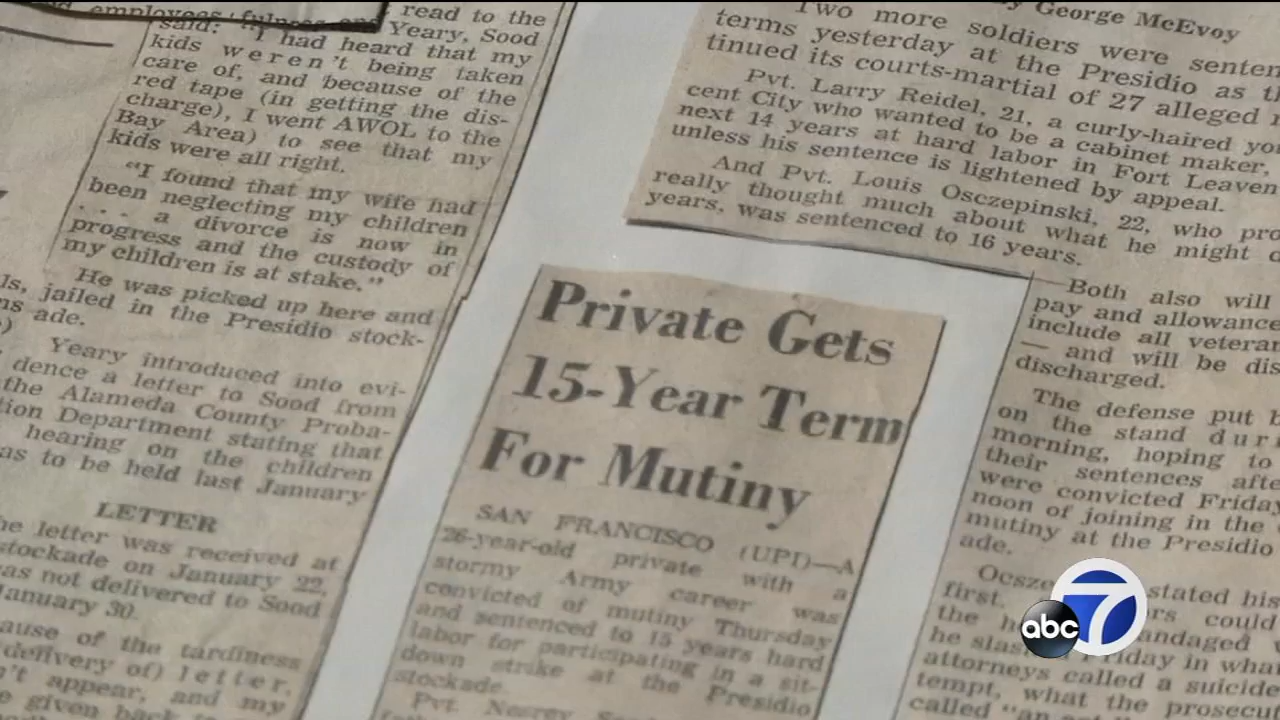 employees'
read to the
Yeary, Sood
said: "I had heard that my
kids weren't being taken
care of, and because of the
red tape (in getting the dis-
charge), I went AWOL to the
Bay Area) to see that my
kids were all right.
"I found that my wife had
been neglecting my children
. . . a divorce is now in
progress and the custody of
my children is at stake."
He was picked up here and
jailed in the Presidio stock-
ade.
Yeary introduced into evi-
dence a letter to Sood from
the Alameda County Proba-
tion Department stating that
hearing on the children
was to be held last January
LETTER
he letter was received at
stockade on January 22,
was not delivered to Sood
January 30.
ause of the tardiness
delivery of) letter,
n't appear, and my
e given back
George McEvoy
Two more soldiers were senten
terms yesterday at the Presidio as th
tinued its courts-martial of 27 alleged
Pvt. Larry Reidel, 21, a curly-haired yo
cent City who wanted to be a cabinet maker,
next 14 years at hard labor in Fort Leaven
unless his sentence is lightened by appeal.
And Pvt. Louis Osczepinski, 22, who pro
really thought much about what he might d
years, was sentenced to 16 years.
Both also will
pay and allowance
include all veteran
— and will be dis
discharged.
The defense put
on the stand dur
morning, hoping to
their sentences afte
were convicted Friday
noon of joining in the
mutiny at the Presidio
ade.
Ocsze stated his
first, rs could
the h andaged
he slas Friday in what
attorneys called a suicide
tempt, what the prosecut
called "an
Private Gets
15-Year Term
For Mutiny
SAN FRANCISCO (UPI)—A
26-year-old private with a
stormy Army career was
convicted of mutiny Thursday
and sentenced to 15 years hard
labor for participating in a sit-
down strike at the Presidio
stockade.
Pvt.
abc 7